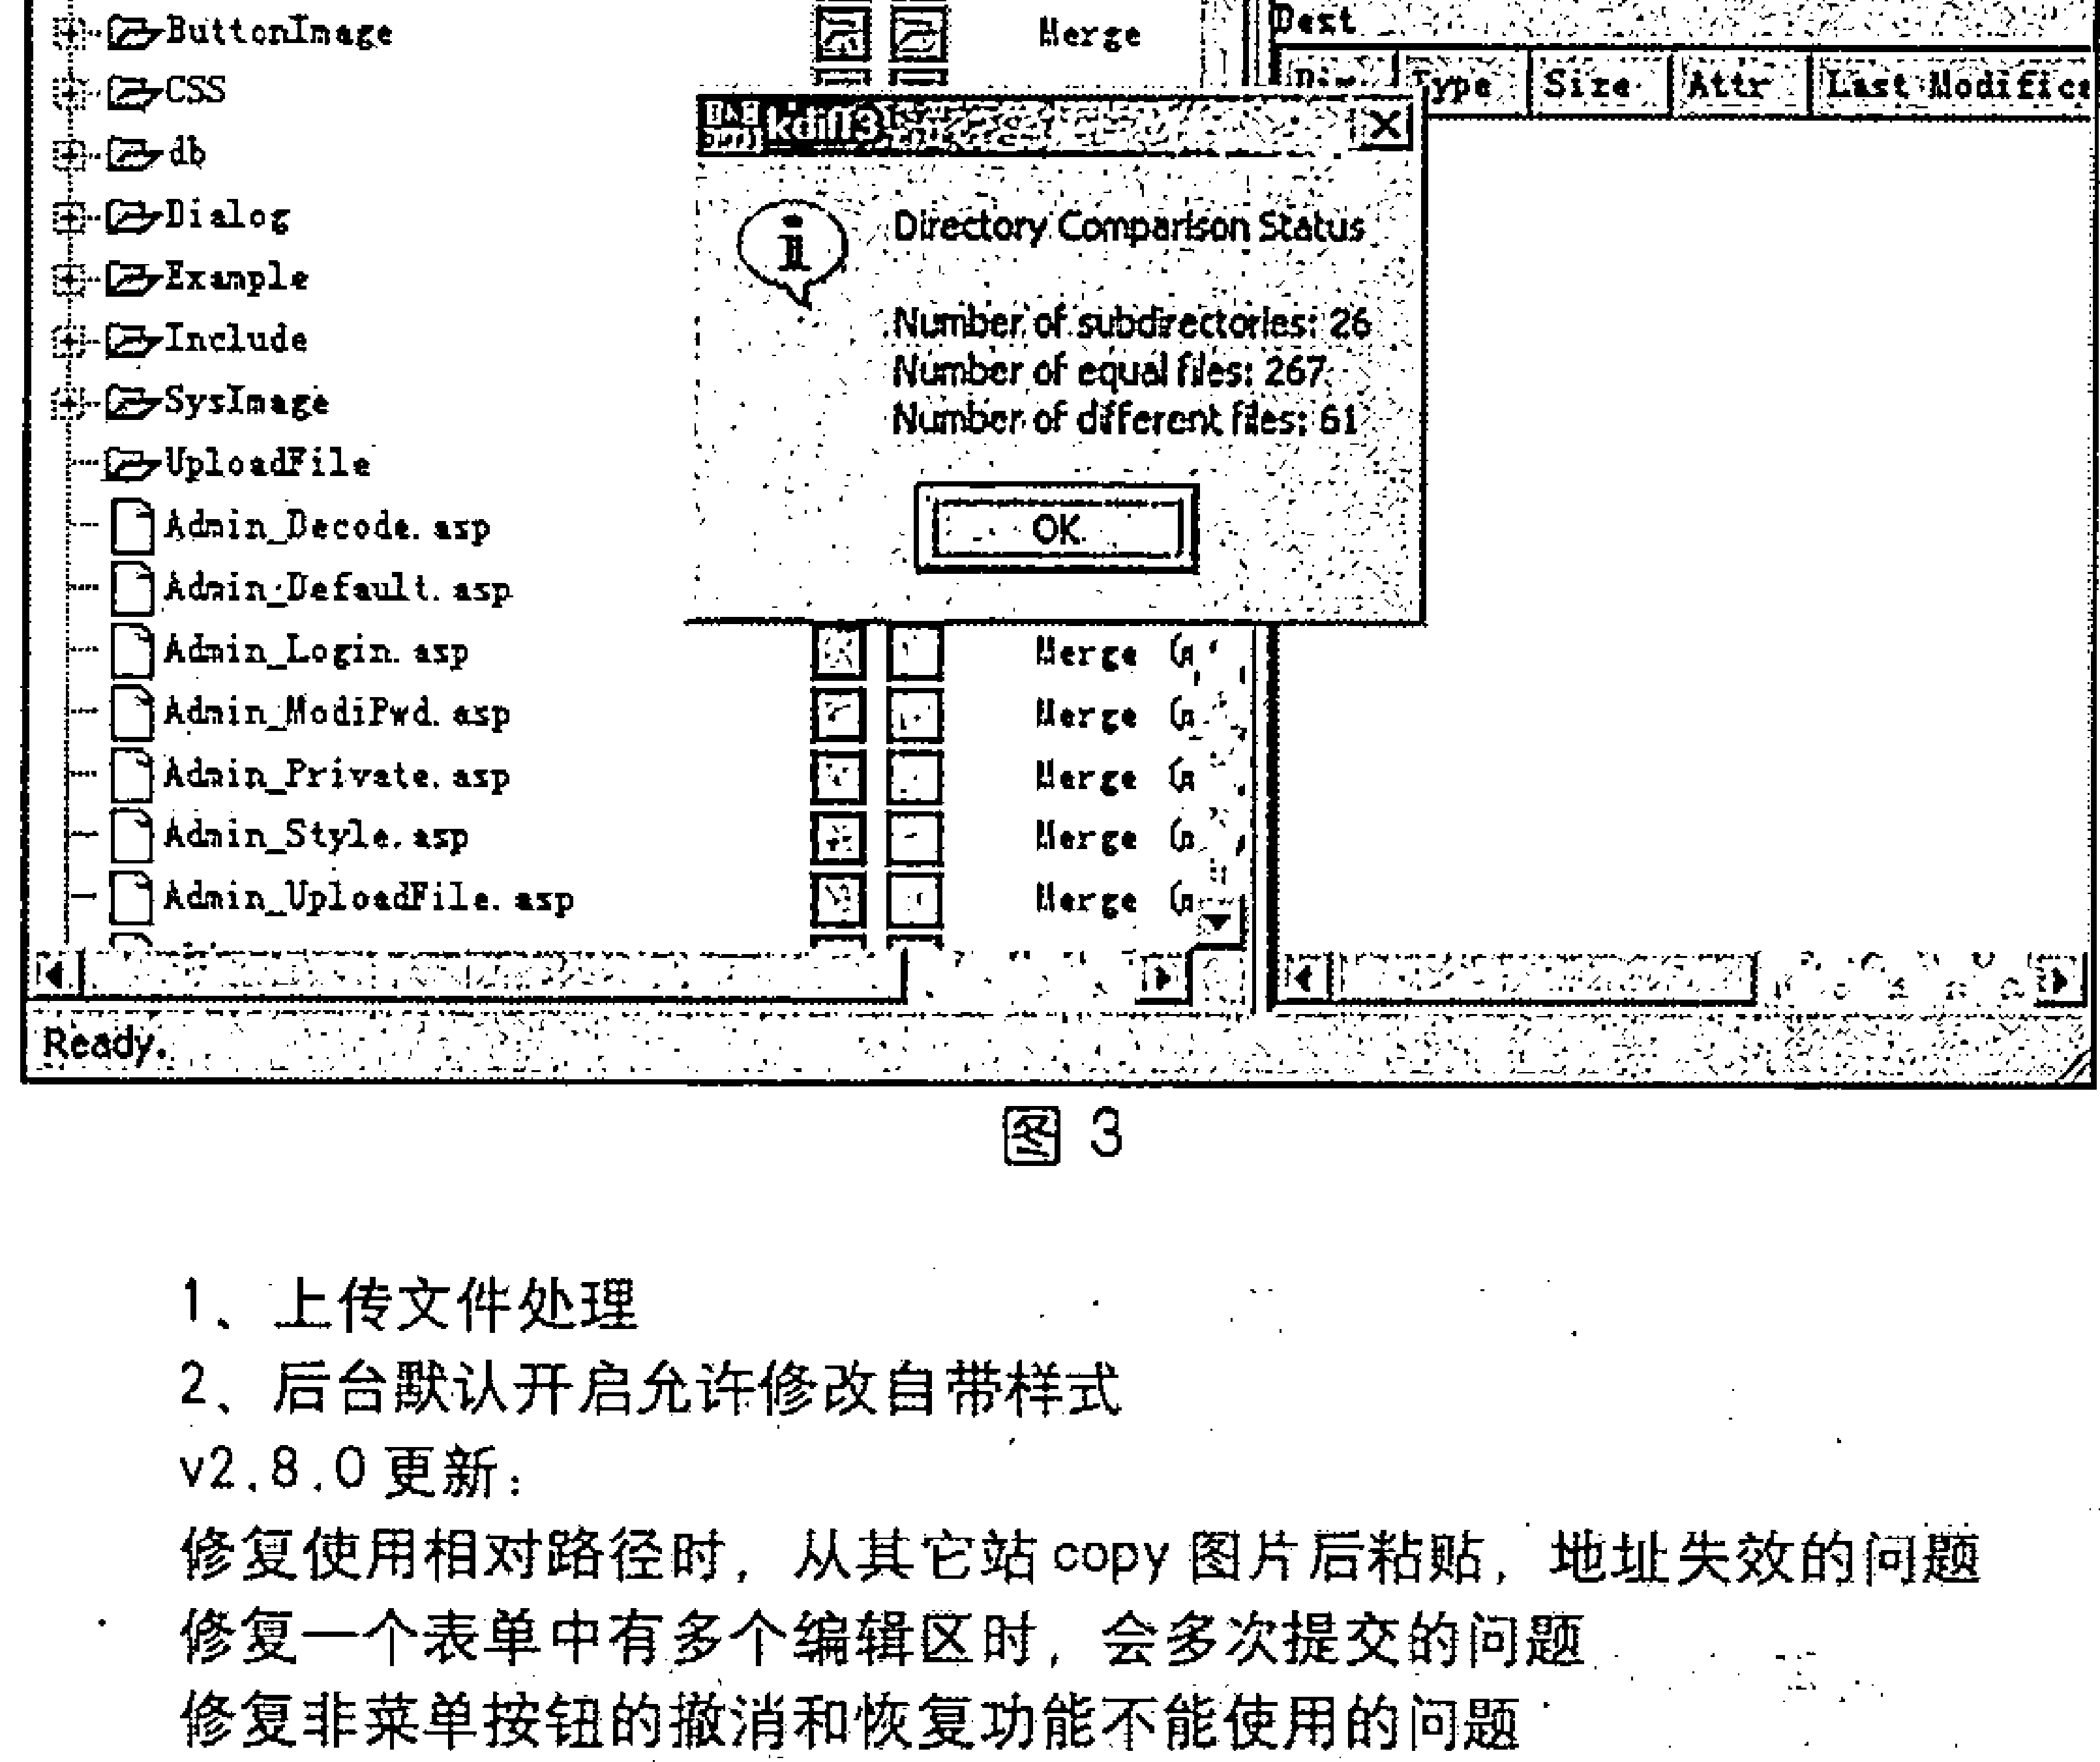 ButtonImage
Merge
Dest
CSS
Type
Size
Attr
Last Modifica
kdiff3
db
Dialog
Directory Comparison Status
Example
Number of subdirectories: 26
Include
Number of equal files: 267
SysImage
Number of different files: 61
UploadFile
Admin_Decode.asp
OK
Admin_Default.asp
Admin_Login.asp
Merge
Admin_ModiPwd.asp
Merge
Admin_Private.asp
Merge
Admin_Style.asp
Merge
Admin_UploadFile.asp
Merge
Ready.
图 3
1、上传文件处理
2、后台默认开启允许修改自带样式
v2.8.0更新:
修复使用相对路径时，从其它站copy图片后粘贴，地址失效的问题
修复一个表单中有多个编辑区时，会多次提交的问题
修复非菜单按钮的撤消和恢复功能不能使用的问题